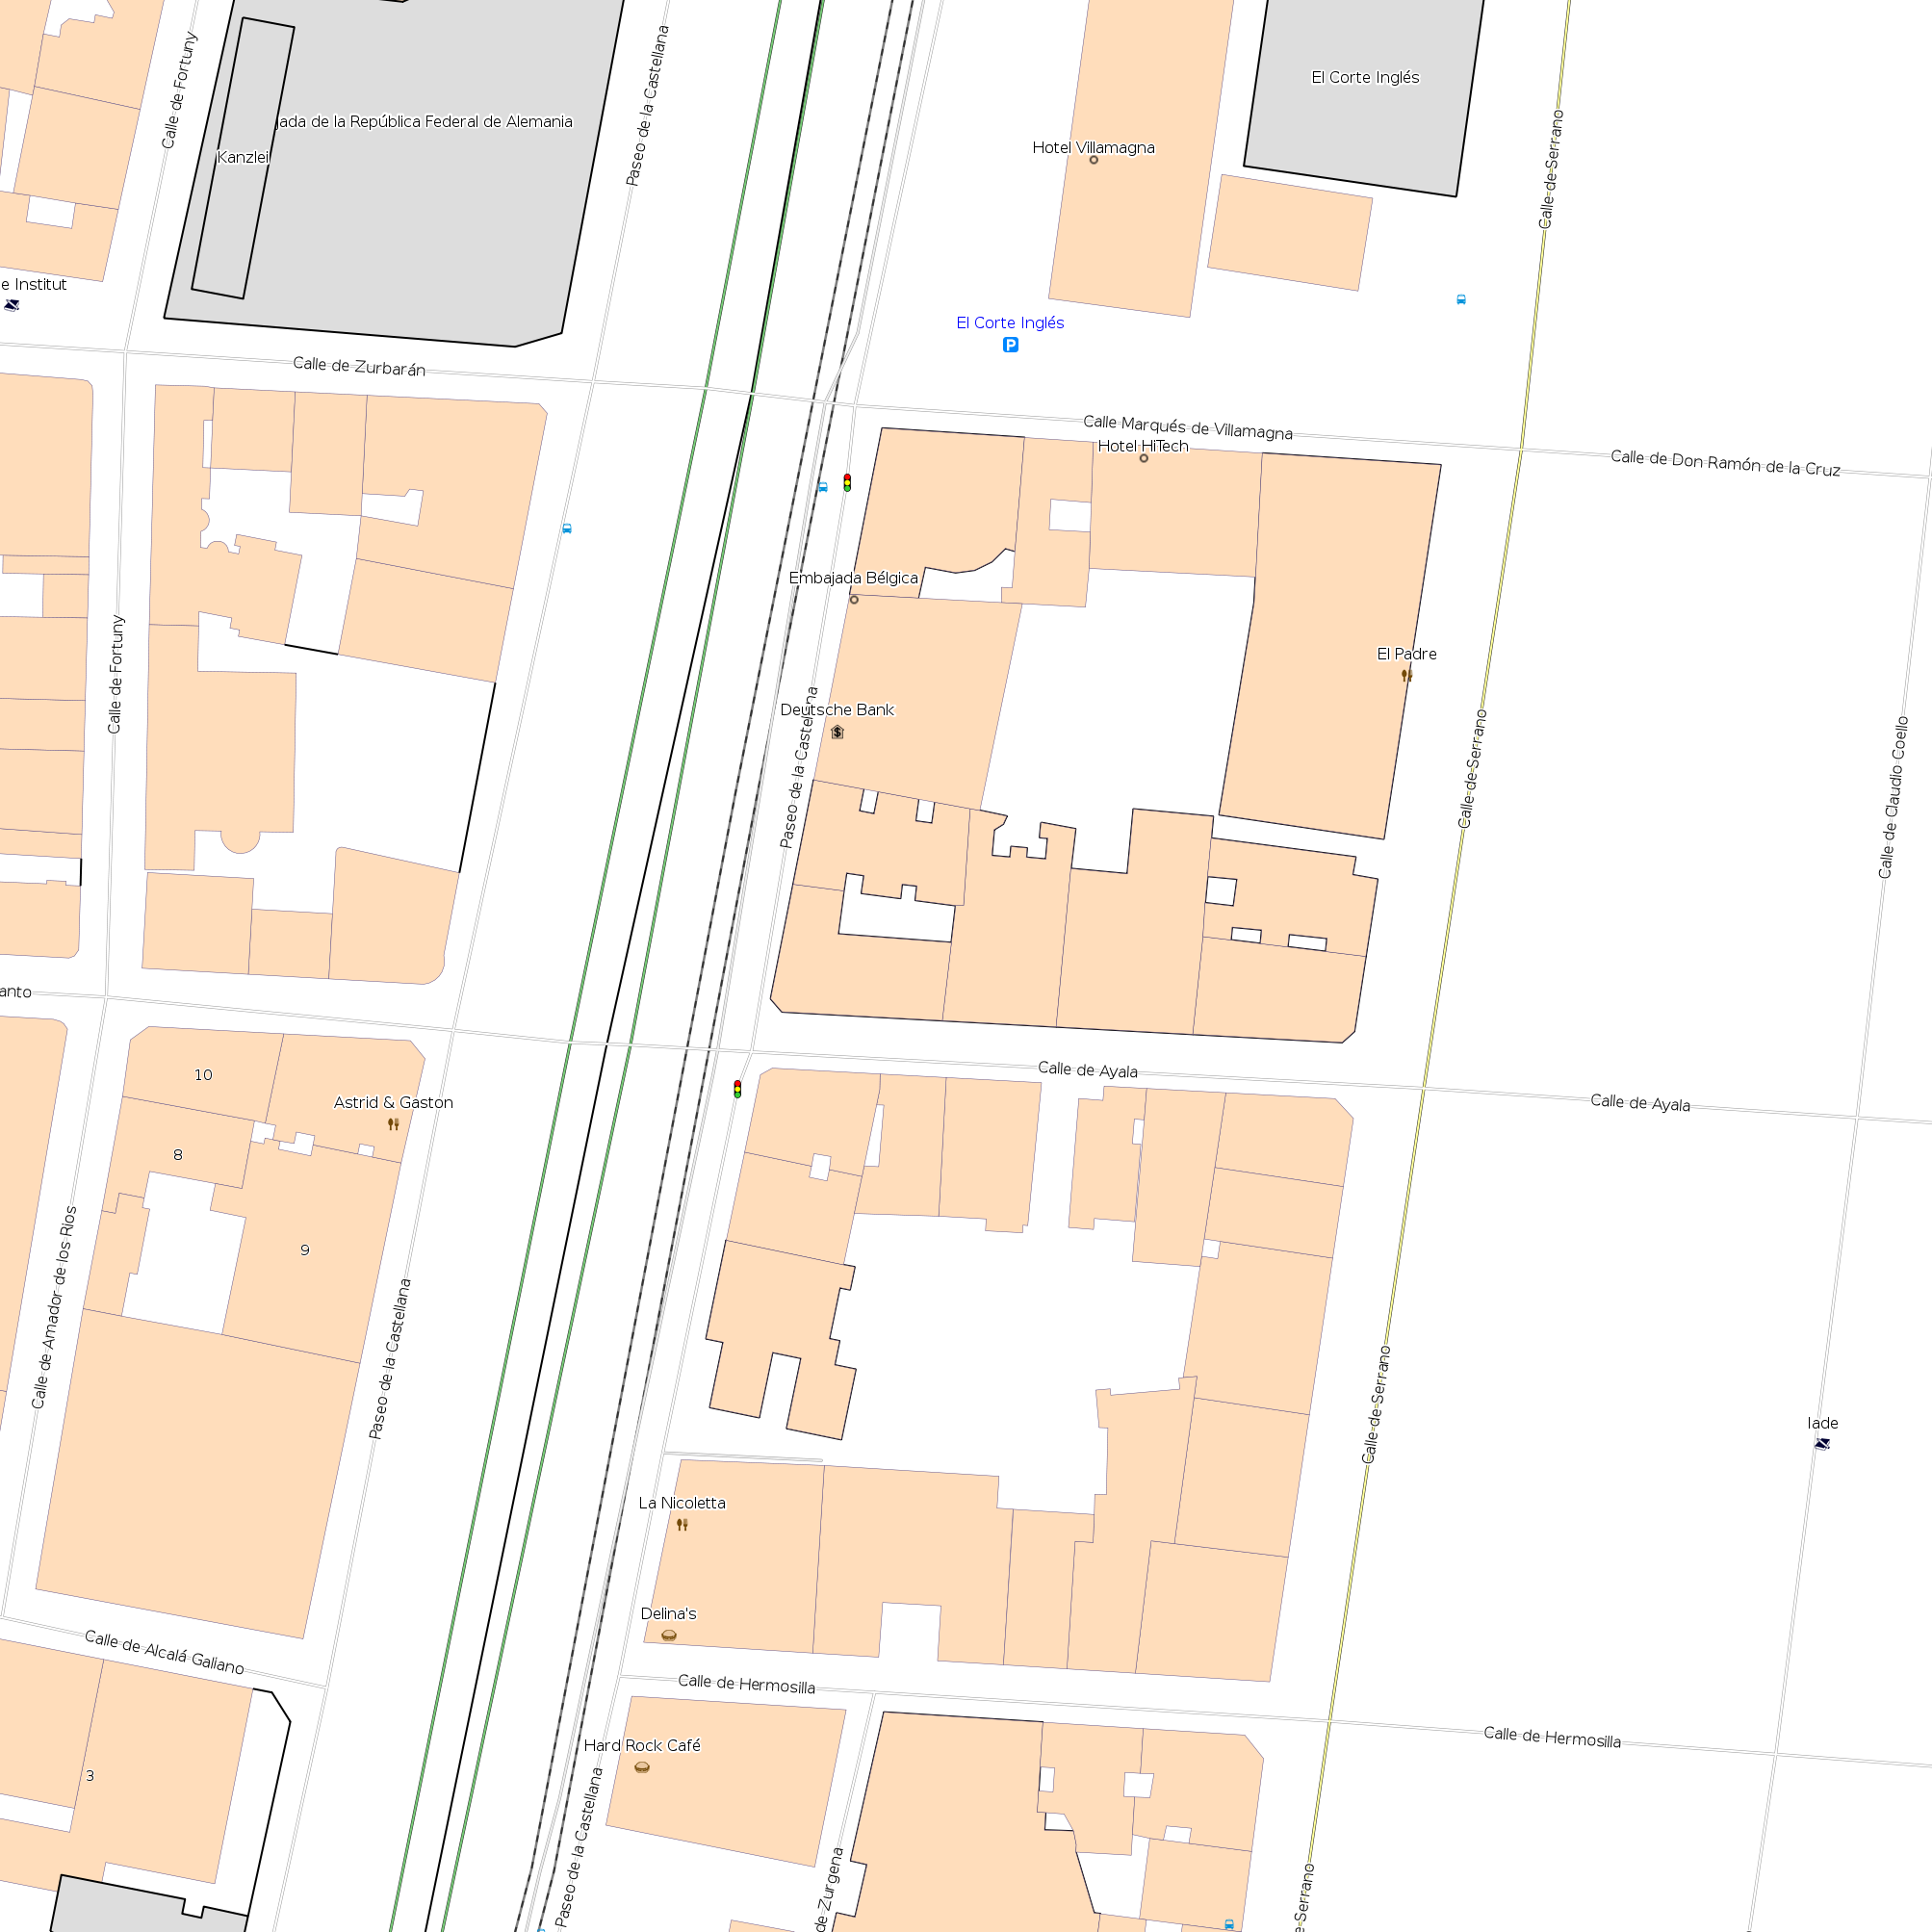 Calle de Fortuny
Paseo de la Castellana
El Corte Inglés
jada de la República Federal de Alemania
Kanzlei
Hotel Villamagna
Calle de Serrano
e Institut
El Corte Inglés
P
Calle de Zurbarán
Calle Marqués de Villamagna
Hotel HiTech
Calle de Don Ramón de la Cruz
Embajada Bélgica
Calle de Fortuny
El Padre
Deutsche Bank
$
Paseo de la Castellana
Calle de Serrano
Calle de Claudio Coello
anto
Calle de Ayala
10
Astrid & Gaston
Calle de Ayala
8
9
Calle de Amador de los Rios
Paseo de la Castellana
Calle de Serrano
Iade
La Nicoletta
Delina's
Calle de Alcalá Galiano
Calle de Hermosilla
Calle de Hermosilla
Hard Rock Café
3
Paseo de la Castellana
de Zurgena
e Serrano